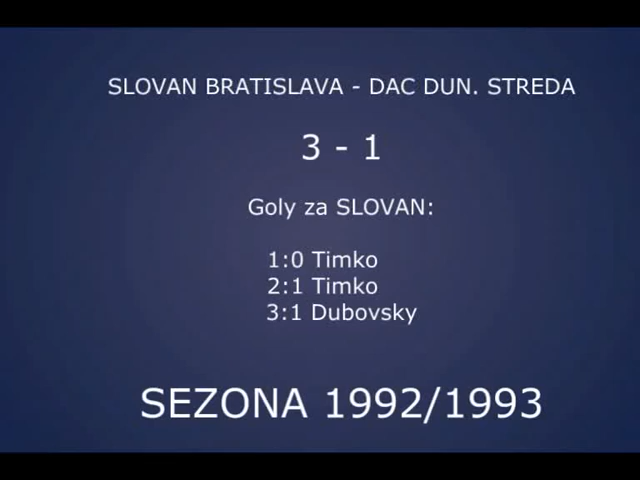 SLOVAN BRATISLAVA - DAC DUN. STREDA
3 - 1
Goly za SLOVAN:
1:0 Timko
2:1 Timko
3:1 Dubovsky
SEZONA 1992/1993